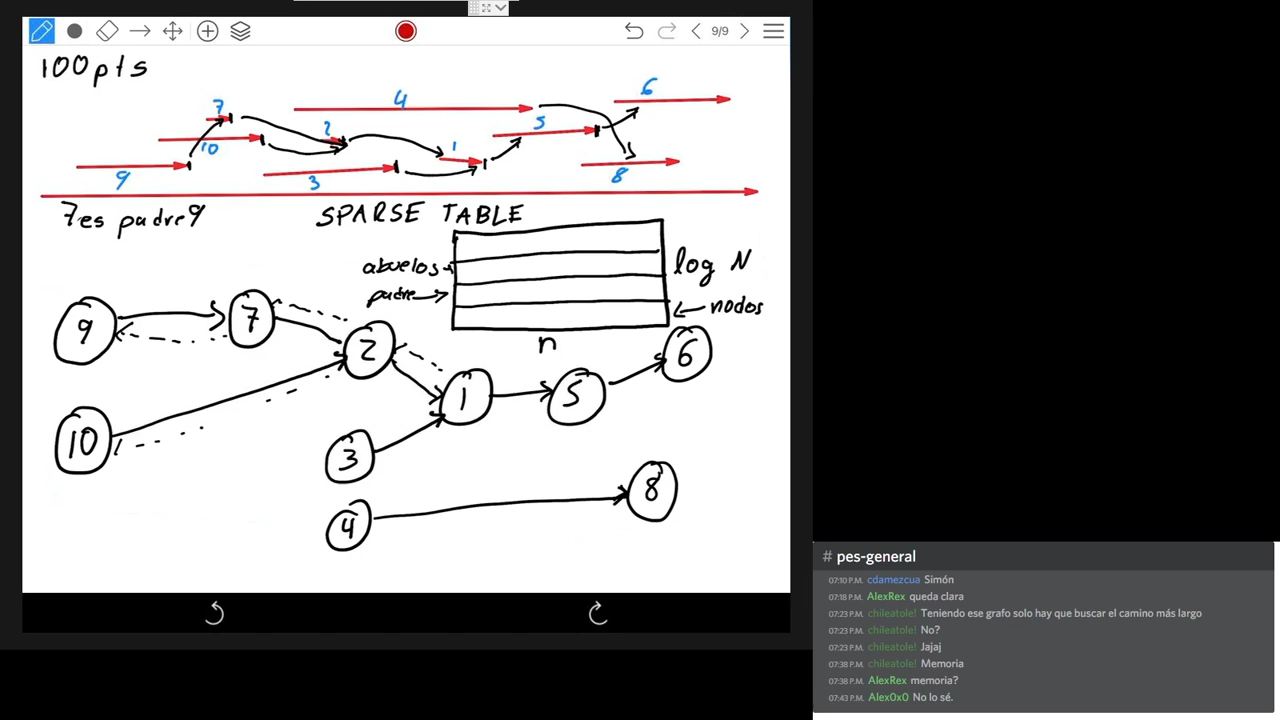 9/9
100pts
6
4
7
2
5
10
1
9
3
8
7es padre9
SPARSE TABLE
abuelos
log N
padre
nodos
n
9
7
2
6
1
5
10
3
8
4
# pes-general
07:10 P.M. cdamezcua Simón
07:18 P.M. AlexRex queda clara
07:23 P.M. chileatole! Teniendo ese grafo solo hay que buscar el camino más largo
07:23 P.M. chileatole! No?
07:23 P.M. chileatole! Jajaj
07:38 P.M. chileatole! Memoria
07:38 P.M. AlexRex memoria?
07:43 P.M. Alex0x0 No lo sé.